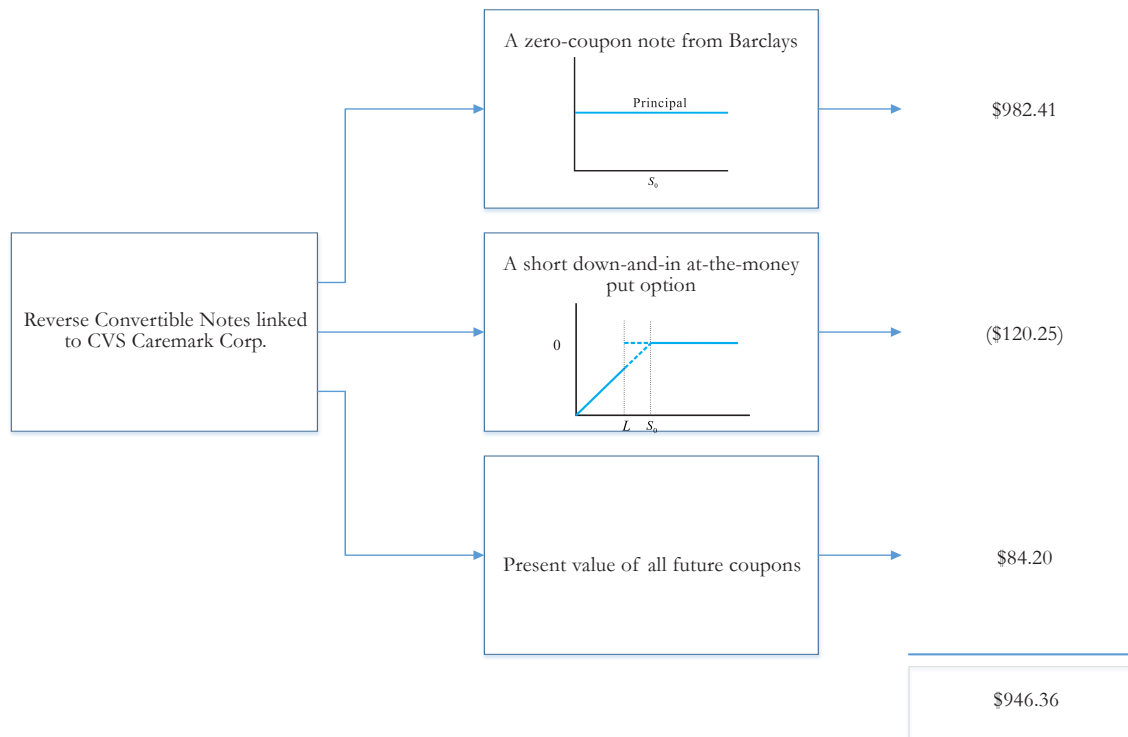 A zero-coupon note from Barclays
Principal
S₀
$982.41
Reverse Convertible Notes linked
to CVS Caremark Corp.
A short down-and-in at-the-money
put option
0
L S₀
($120.25)
Present value of all future coupons
$84.20
$946.36